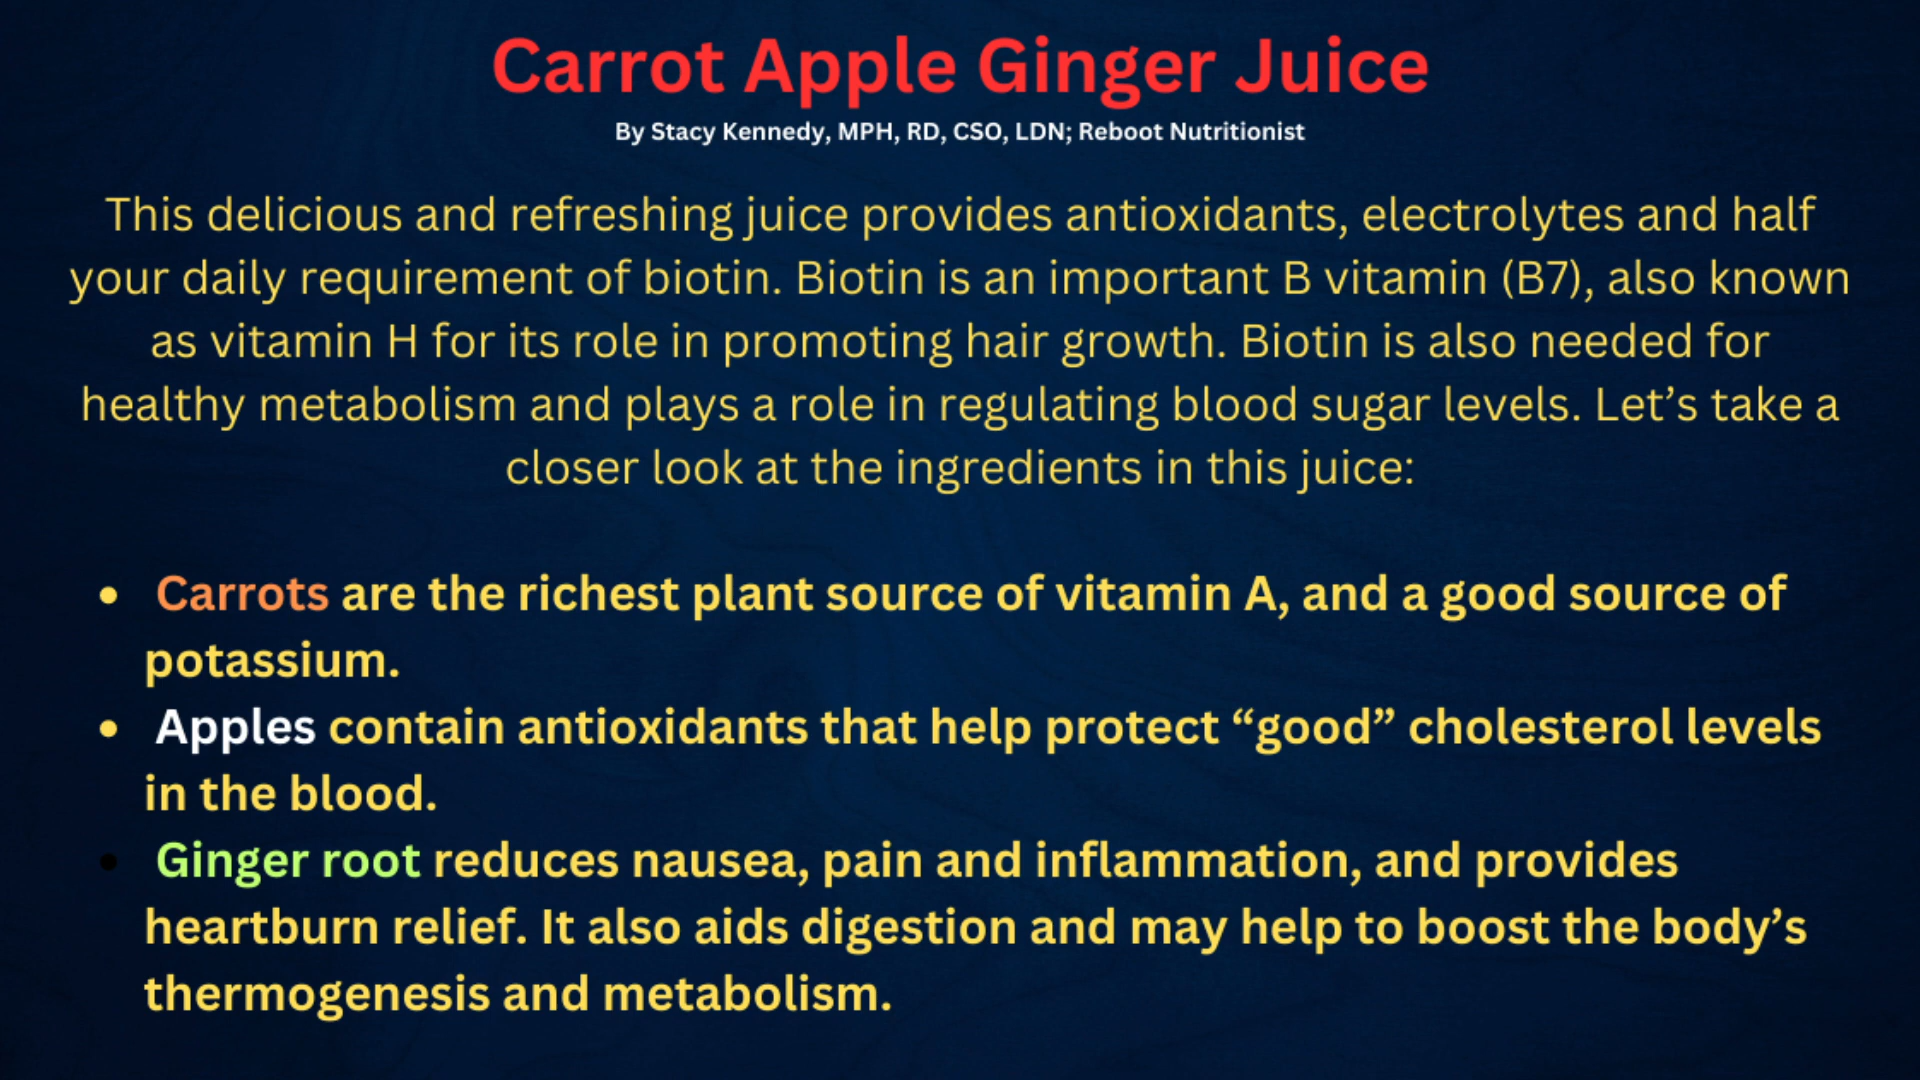 Carrot Apple Ginger Juice
By Stacy Kennedy, MPH, RD, CSO, LDN; Reboot Nutritionist
This delicious and refreshing juice provides antioxidants, electrolytes and half
your daily requirement of biotin. Biotin is an important B vitamin (B7), also known
as vitamin H for its role in promoting hair growth. Biotin is also needed for
healthy metabolism and plays a role in regulating blood sugar levels. Let’s take a
closer look at the ingredients in this juice:
• Carrots are the richest plant source of vitamin A, and a good source of
potassium.
• Apples contain antioxidants that help protect “good” cholesterol levels
in the blood.
• Ginger root reduces nausea, pain and inflammation, and provides
heartburn relief. It also aids digestion and may help to boost the body’s
thermogenesis and metabolism.